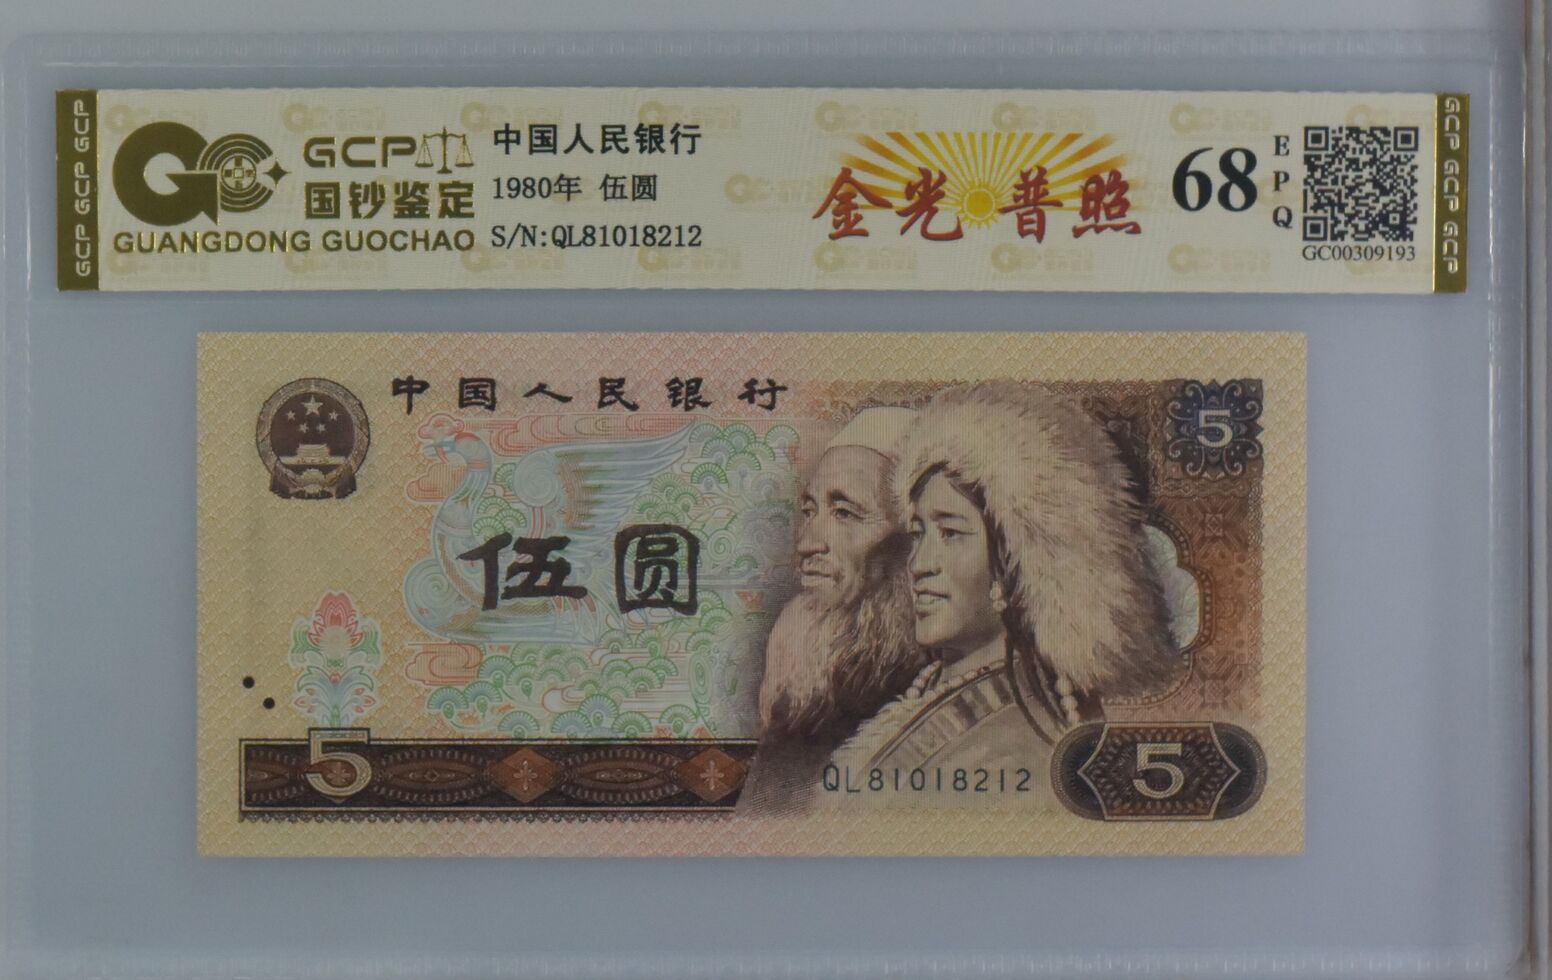 GCP
国钞鉴定
GUANGDONG GUOCHAO
中国人民银行
1980年 伍圆
S/N:QL81018212
金光普照
68
EPQ
GC00309193
GCP GCP GCP
GCP GCP GCP
中国人民银行
5
伍圆
5
QL81018212
5